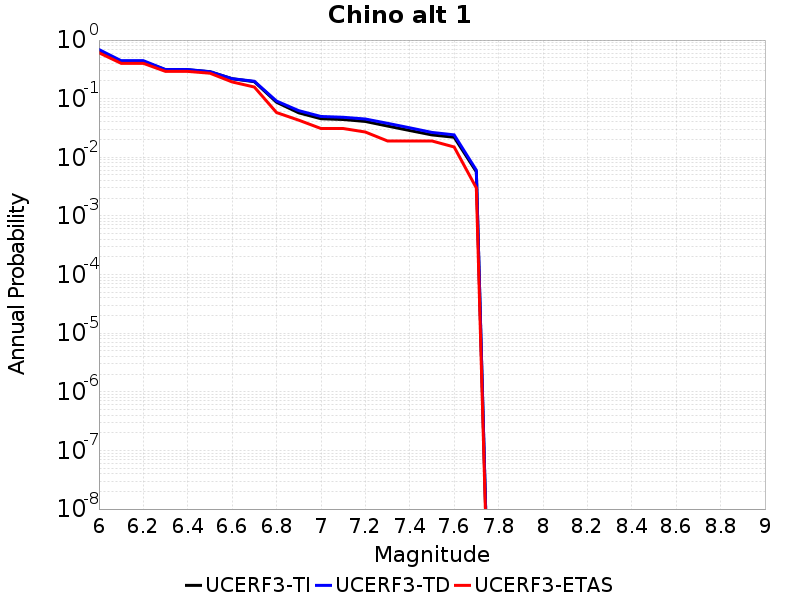 Chino alt 1
Annual Probability
10^0
10^-1
10^-2
10^-3
10^-4
10^-5
10^-6
10^-7
10^-8
6 6.2 6.4 6.6 6.8 7 7.2 7.4 7.6 7.8 8 8.2 8.4 8.6 8.8 9
Magnitude
UCERF3-TI UCERF3-TD UCERF3-ETAS